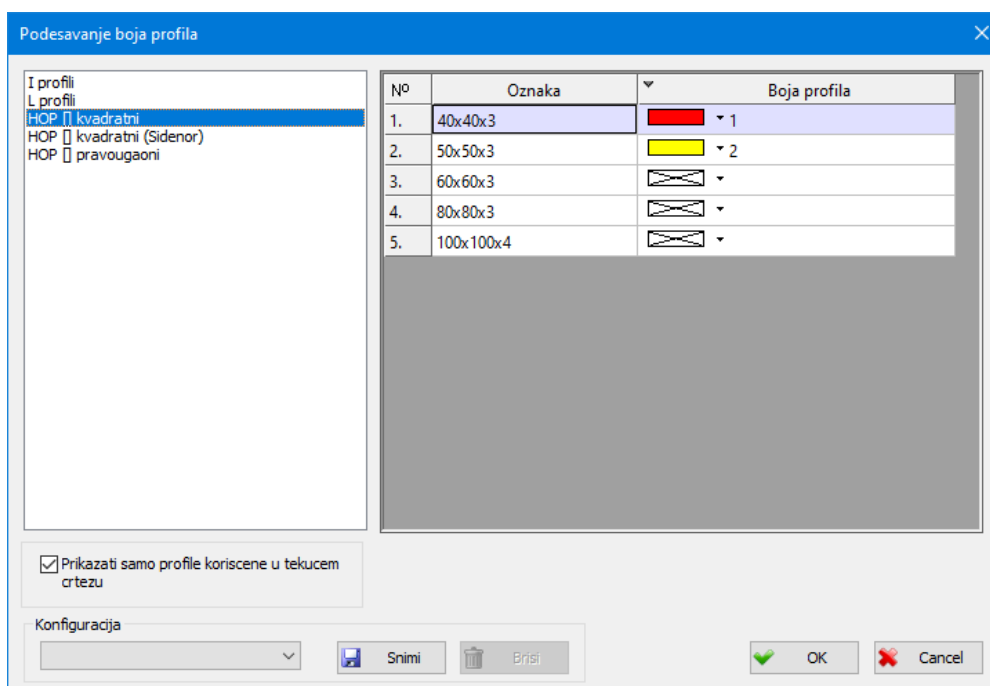 Podesavanje boja profila
I profili
L profili
HOP [] kvadratni
HOP [] kvadratni (Sidenor)
HOP [] pravougaoni
Nº Oznaka Boja profila
1. 40x40x3 1
2. 50x50x3 2
3. 60x60x3
4. 80x80x3
5. 100x100x4
Prikazati samo profile koriscene u tekucem
crtezu
Konfiguracija
Snimi Brisi OK Cancel